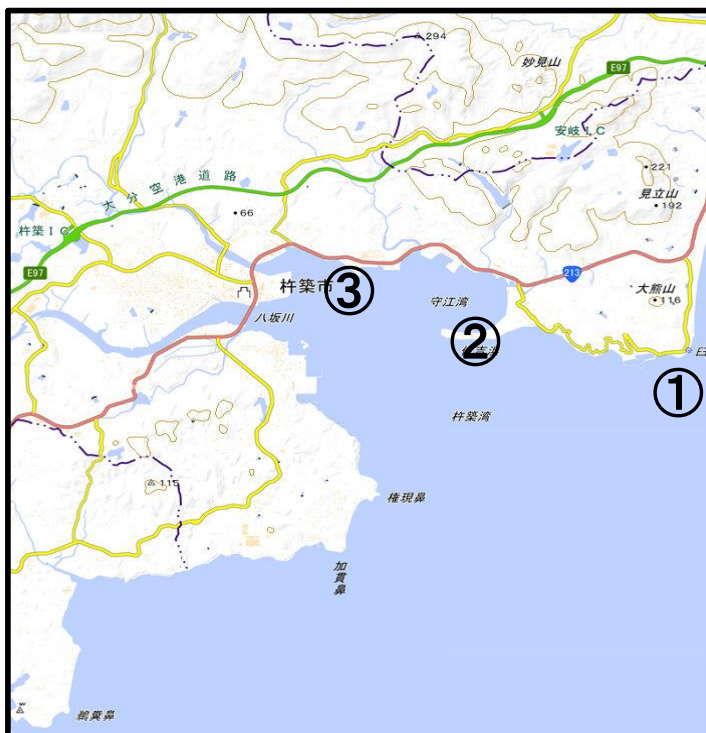 294
妙見山
E97
安岐IC
大分空港道路
221
見立山
192
66
杵築IC
E97
杵築市
③
守江湾
213
大熊山
116
八坂川
②
臼
①
杵築湾
115
権現鼻
加貫鼻
鵜糞鼻